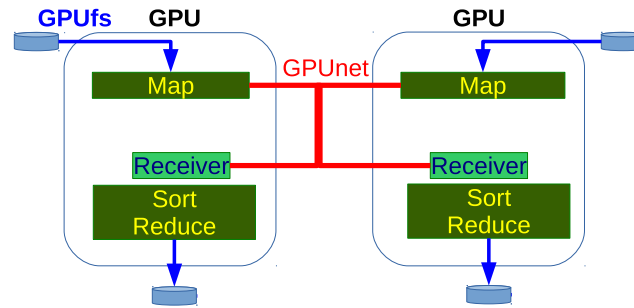 GPUfs
GPU
GPU
GPUnet
Map
Map
Receiver
Receiver
Sort
Reduce
Sort
Reduce